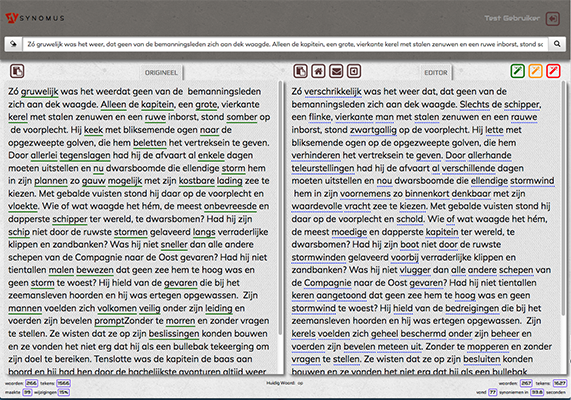 SYNOMUS
Test Gebruiker
Zó gruwelijk was het weer, dat geen van de bemanningsleden zich aan dek waagde. Alleen de kapitein, een grote, vierkante kerel met stalen zenuwen en een ruwe inborst, stond so
ORIGINEEL
Zó gruwelijk was het weerdat geen van de bemanningsleden
zich aan dek waagde. Alleen de kapitein, een grote, vierkante
kerel met stalen zenuwen en een ruwe inborst, stond somber op
de voorplecht. Hij keek met bliksemende ogen naar de
opgezweepte golven, die hem beletten het vertreksein te geven.
Door allerlei tegenslagen had hij de afvaart al enkele dagen
moeten uitstellen en nu dwarsboomde die ellendige storm hem
in zijn plannen zo gauw mogelijk met zijn kostbare lading zee te
kiezen. Met gebalde vuisten stond hij daar op de voorplecht en
vloekte. Wie of wat waagde het hém, de meest onbevreesde en
dapperste schipper ter wereld, te dwarsbomen? Had hij zijn
schip niet door de ruwste stormen gelaveerd langs verraderlijke
klippen en zandbanken? Was hij niet sneller dan alle andere
schepen van de Compagnie naar de Oost gevaren? Had hij niet
tientallen malen bewezen dat geen zee hem te hoog was en
geen storm te woest? Hij hield van de gevaren die bij het
zeemansleven hoorden en hij was ertegen opgewassen. Zijn
mannen voelden zich volkomen veilig onder zijn leiding en
voerden zijn bevelen promptZonder te morren en zonder vragen
te stellen. Ze wisten dat ze op zijn beslissingen konden bouwen
en ze vonden het niet erg dat hij als een bullebak tekeerging om
zijn doel te bereiken. Tenslotte was de kapitein de baas aan
boord en hij had hen door de hachelijkste avonturen altijd weer
EDITOR
Zó verschrikkelijk was het weer dat, dat geen van de
bemanningsleden zich aan dek waagde. Slechts de schipper,
een flinke, vierkante man met stalen zenuwen en een rauwe
inborst, stond zwartgallig op de voorplecht. Hij lette met
bliksemende ogen op de opgezweepte golven, die hem
verhinderen het vertreksein te geven. Door allerhande
teleurstellingen had hij de afvaart al verschillende dagen
moeten uitstellen en nou dwarsboomde die ellendige stormwind
hem in zijn voornemens zo binnenkort denkbaar met zijn
waardevolle vracht zee te kiezen. Met gebalde vuisten stond hij
daar op de voorplecht en schold. Wie of wat waagde het hém,
de meest moedige en dapperste kapitein ter wereld, te
dwarsbomen? Had hij zijn boot niet door de ruwste
stormwinden gelaveerd voorbij verraderlijke klippen en
zandbanken? Was hij niet vlugger dan alle andere schepen van
de Compagnie naar de Oost gevaren? Had hij niet tientallen
keren aangetoond dat geen zee hem te hoog was en geen
stormwind te woest? Hij hield van de bedreigingen die bij het
zeemansleven hoorden en hij was ertegen opgewassen. Zijn
kerels voelden zich geheel beschermd onder zijn beheer en
voerden zijn bevelen meteen uit. Zonder te mopperen en zonder
vragen te stellen. Ze wisten dat ze op zijn besluiten konden
bouwen en ze vonden het niet erg dat hij als een bullebak
woorden: 266 tekens: 1566
maakte 39 wijzigingen 15%
Huidig Woord: op
woorden: 267 tekens: 1627
vond 77 synoniemen in 93.8 seconden